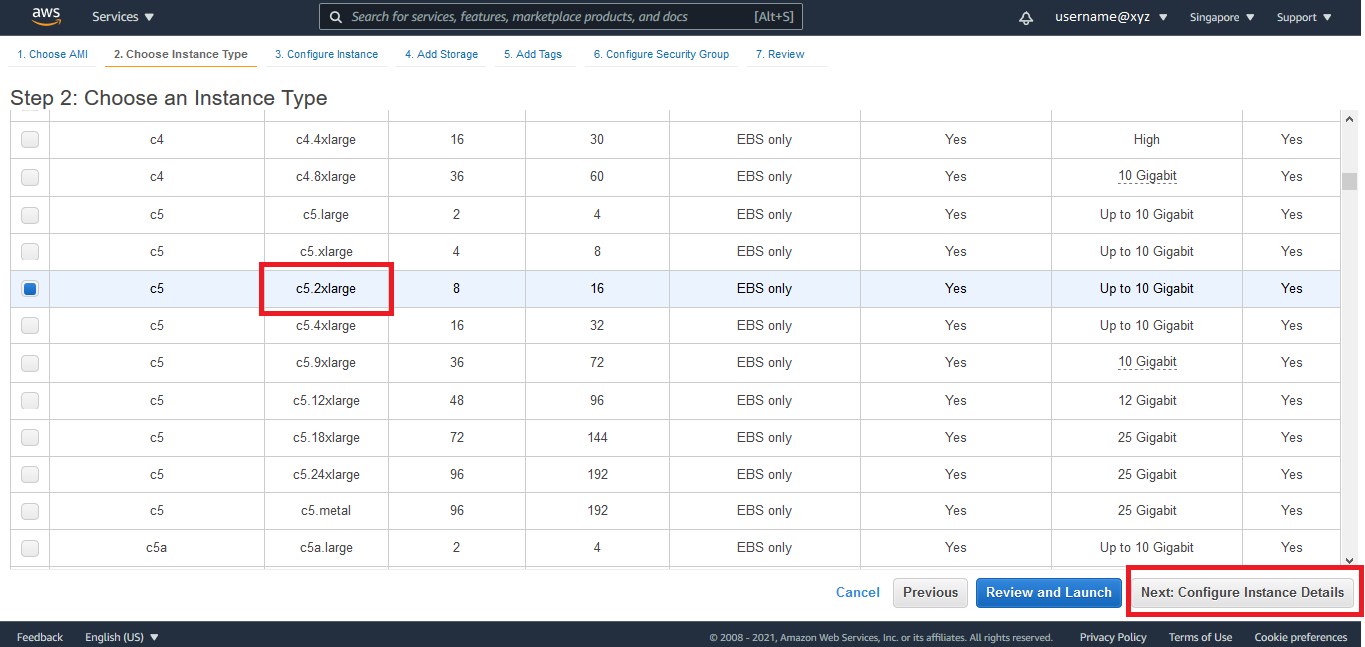 aws Services Search for services, features, marketplace products, and docs [Alt+S] username@xyz Singapore Support
1. Choose AMI 2. Choose Instance Type 3. Configure Instance 4. Add Storage 5. Add Tags 6. Configure Security Group 7. Review
Step 2: Choose an Instance Type
c4 c4.4xlarge 16 30 EBS only Yes High Yes
c4 c4.8xlarge 36 60 EBS only Yes 10 Gigabit Yes
c5 c5.large 2 4 EBS only Yes Up to 10 Gigabit Yes
c5 c5.xlarge 4 8 EBS only Yes Up to 10 Gigabit Yes
c5 c5.2xlarge 8 16 EBS only Yes Up to 10 Gigabit Yes
c5 c5.4xlarge 16 32 EBS only Yes Up to 10 Gigabit Yes
c5 c5.9xlarge 36 72 EBS only Yes 10 Gigabit Yes
c5 c5.12xlarge 48 96 EBS only Yes 12 Gigabit Yes
c5 c5.18xlarge 72 144 EBS only Yes 25 Gigabit Yes
c5 c5.24xlarge 96 192 EBS only Yes 25 Gigabit Yes
c5 c5.metal 96 192 EBS only Yes 25 Gigabit Yes
c5a c5a.large 2 4 EBS only Yes Up to 10 Gigabit Yes
Cancel Previous Review and Launch Next: Configure Instance Details
Feedback English (US) © 2008 - 2021, Amazon Web Services, Inc. or its affiliates. All rights reserved. Privacy Policy Terms of Use Cookie preferences